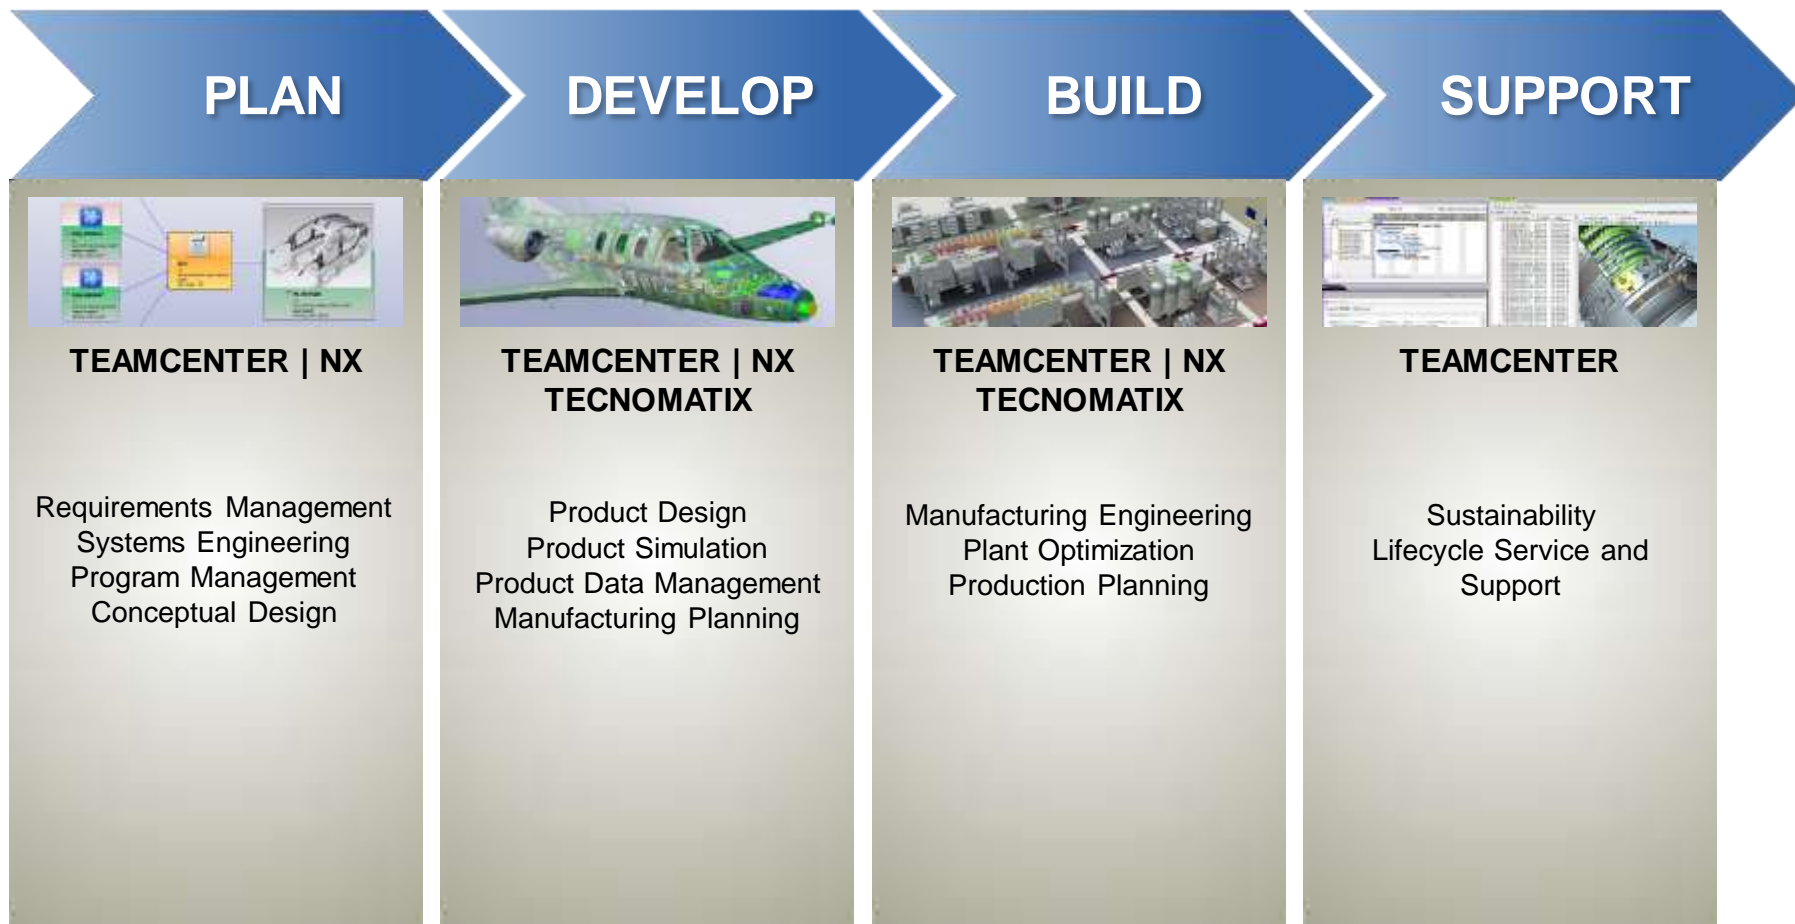 PLAN
DEVELOP
BUILD
SUPPORT
TEAMCENTER | NX
Requirements Management
Systems Engineering
Program Management
Conceptual Design
TEAMCENTER | NX
TECNOMATIX
Product Design
Product Simulation
Product Data Management
Manufacturing Planning
TEAMCENTER | NX
TECNOMATIX
Manufacturing Engineering
Plant Optimization
Production Planning
TEAMCENTER
Sustainability
Lifecycle Service and
Support